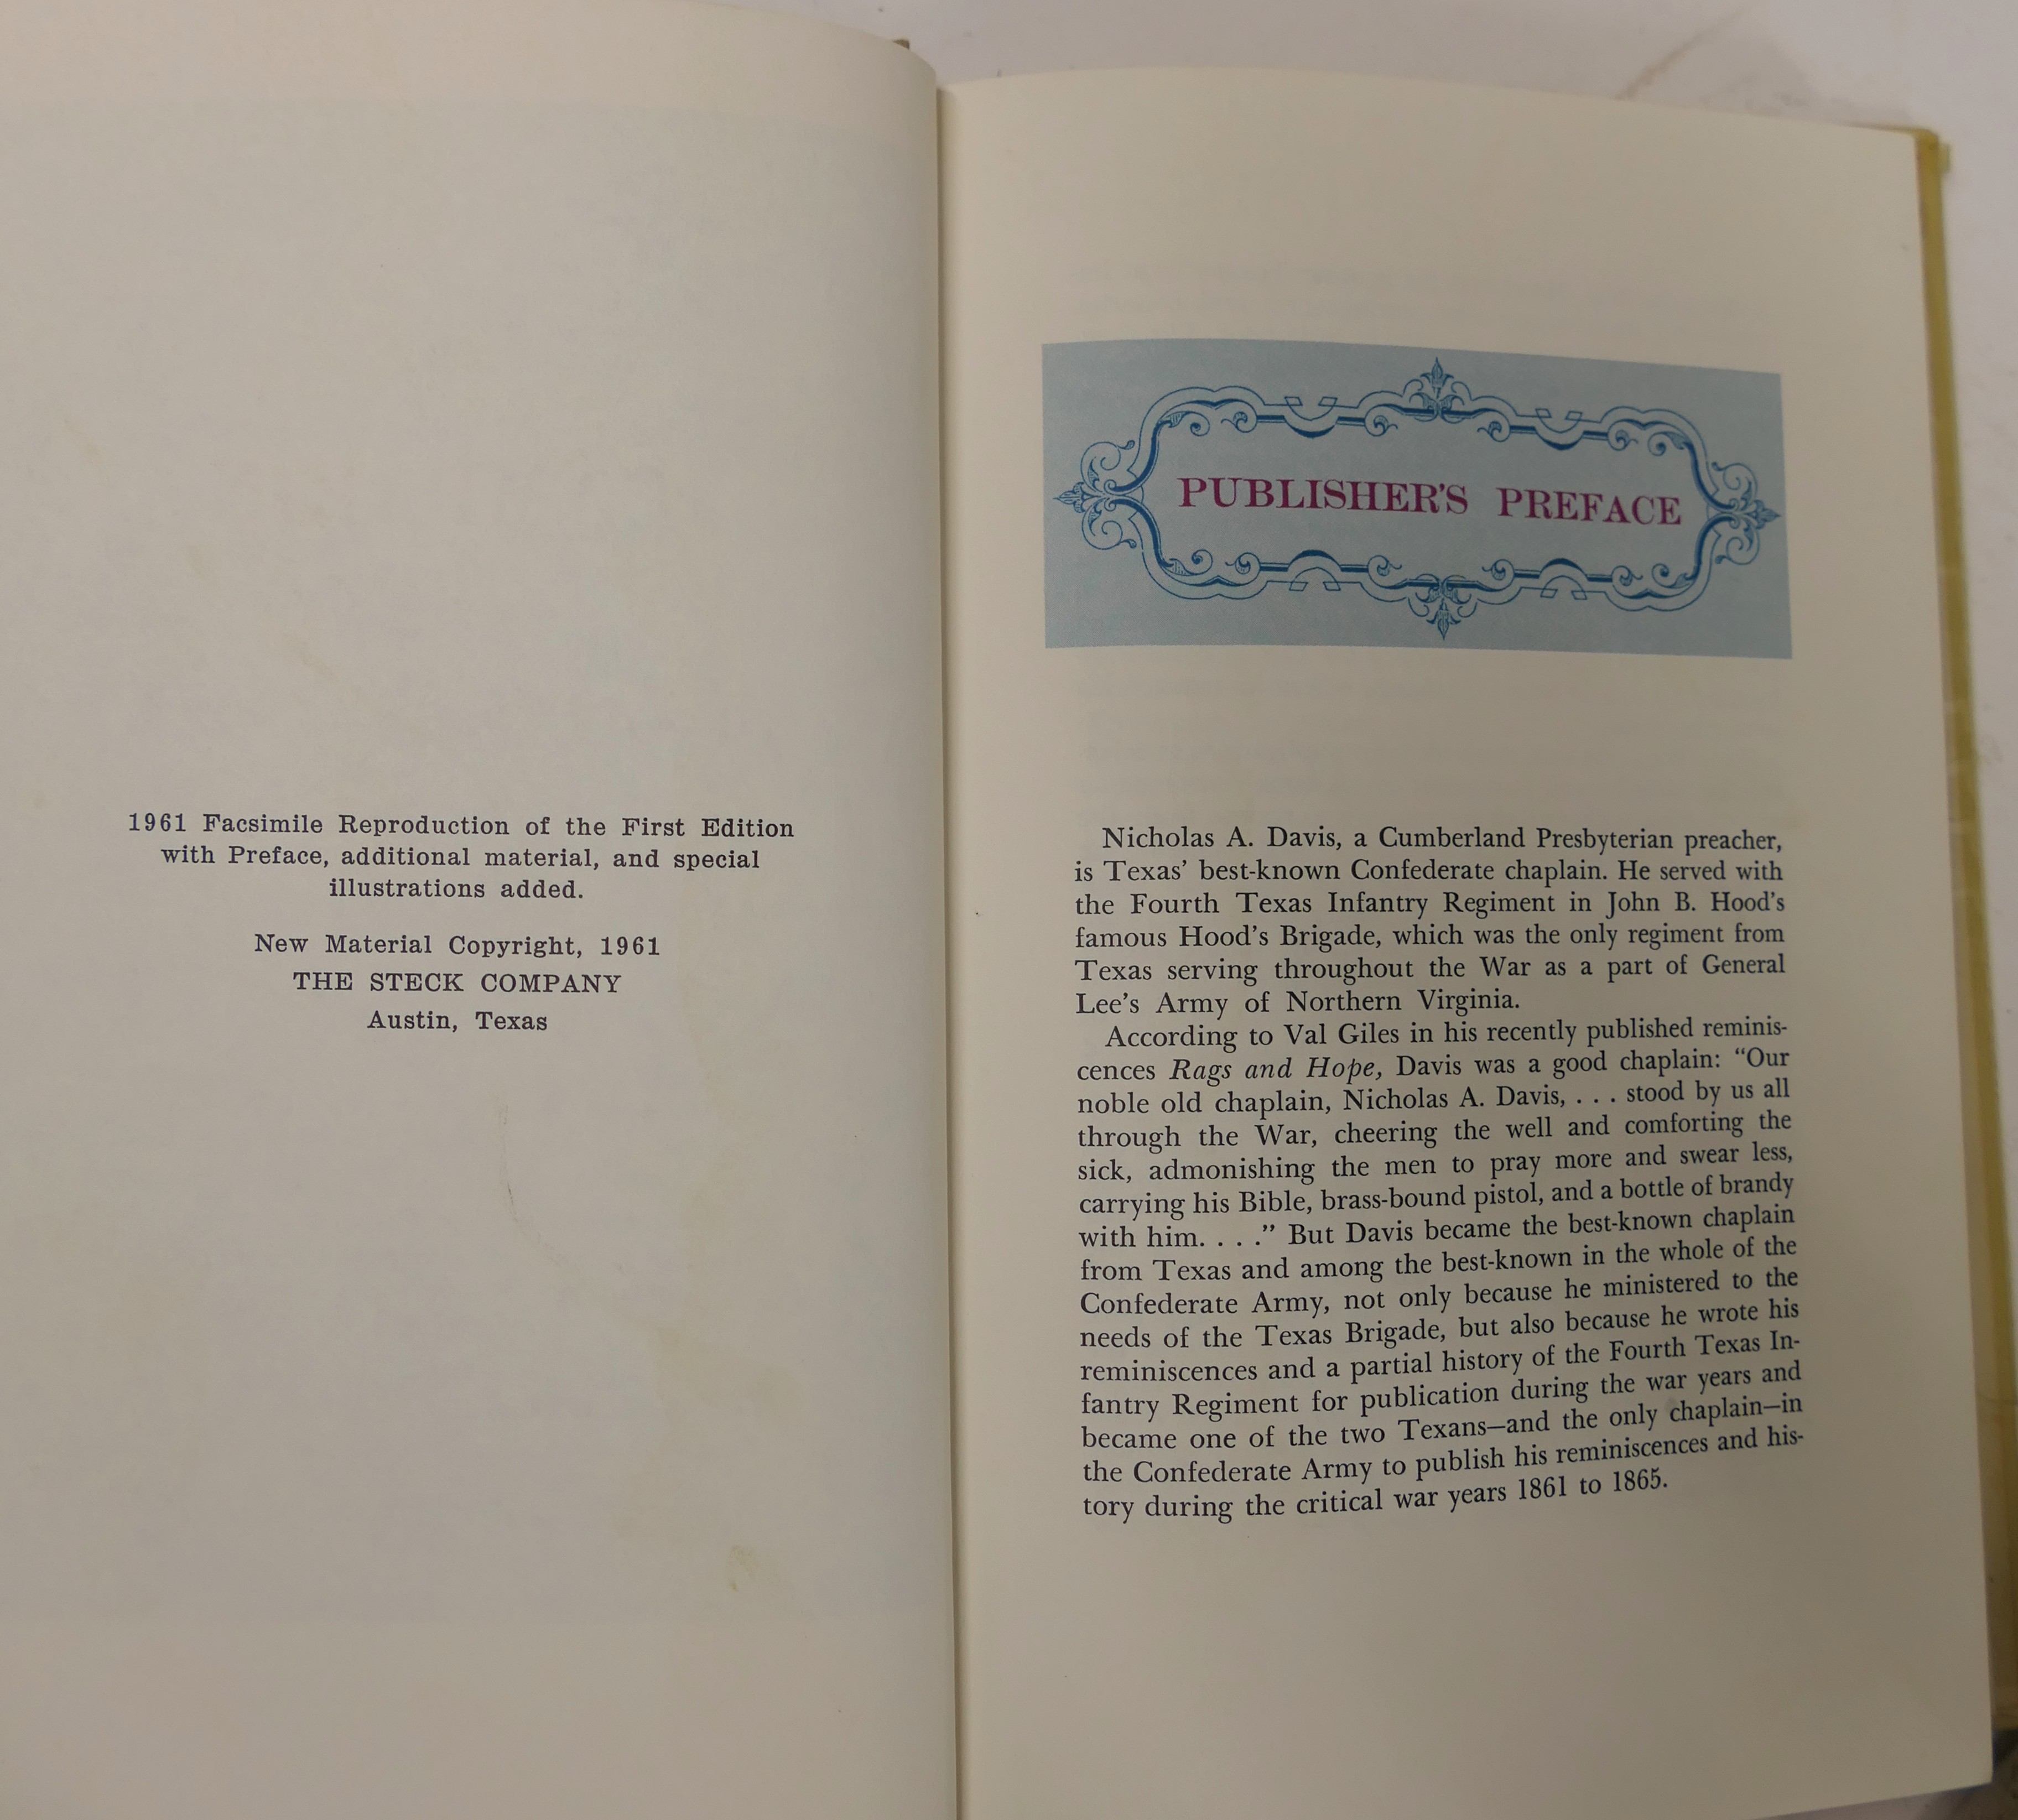 1961 Facsimile Reproduction of the First Edition
with Preface, additional material, and special
illustrations added.
New Material Copyright, 1961
THE STECK COMPANY
Austin, Texas
PUBLISHER'S PREFACE
Nicholas A. Davis, a Cumberland Presbyterian preacher,
is Texas' best-known Confederate chaplain. He served with
the Fourth Texas Infantry Regiment in John B. Hood's
famous Hood's Brigade, which was the only regiment from
Texas serving throughout the War as a part of General
Lee's Army of Northern Virginia.
According to Val Giles in his recently published reminis-
cences Rags and Hope, Davis was a good chaplain: “Our
noble old chaplain, Nicholas A. Davis, . . . stood by us all
through the War, cheering the well and comforting the
sick, admonishing the men to pray more and swear less,
carrying his Bible, brass-bound pistol, and a bottle of brandy
with him. . . .” But Davis became the best-known chaplain
from Texas and among the best-known in the whole of the
Confederate Army, not only because he ministered to the
needs of the Texas Brigade, but also because he wrote his
reminiscences and a partial history of the Fourth Texas In-
fantry Regiment for publication during the war years and
became one of the two Texans—and the only chaplain—in
the Confederate Army to publish his reminiscences and his-
tory during the critical war years 1861 to 1865.